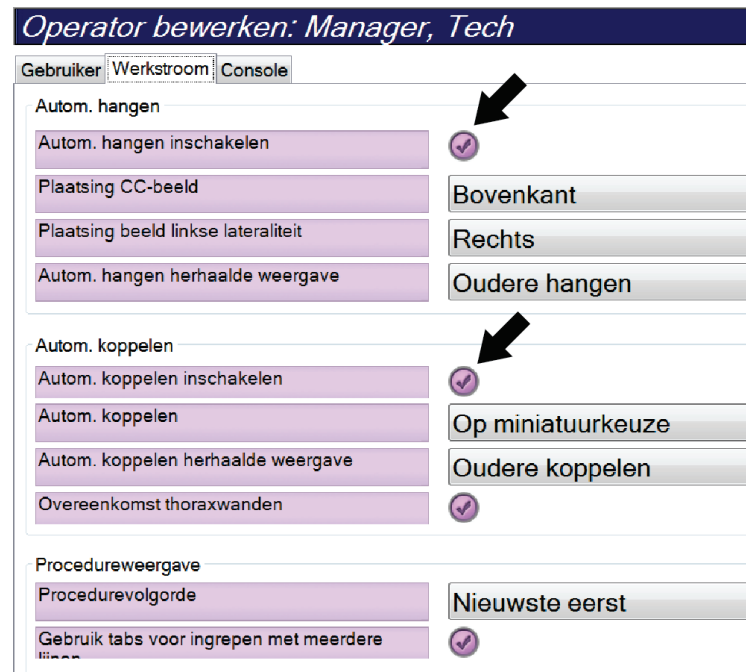 Operator bewerken: Manager, Tech
Gebruiker Werkstroom Console
Autom. hangen
Autom. hangen inschakelen
Plaatsing CC-beeld Bovenkant
Plaatsing beeld linkse lateraliteit Rechts
Autom. hangen herhaalde weergave Oudere hangen
Autom. koppelen
Autom. koppelen inschakelen
Autom. koppelen Op miniatuurkeuze
Autom. koppelen herhaalde weergave Oudere koppelen
Overeenkomst thoraxwanden
Procedureweergave
Procedurevolgorde Nieuwste eerst
Gebruik tabs voor ingrepen met meerdere